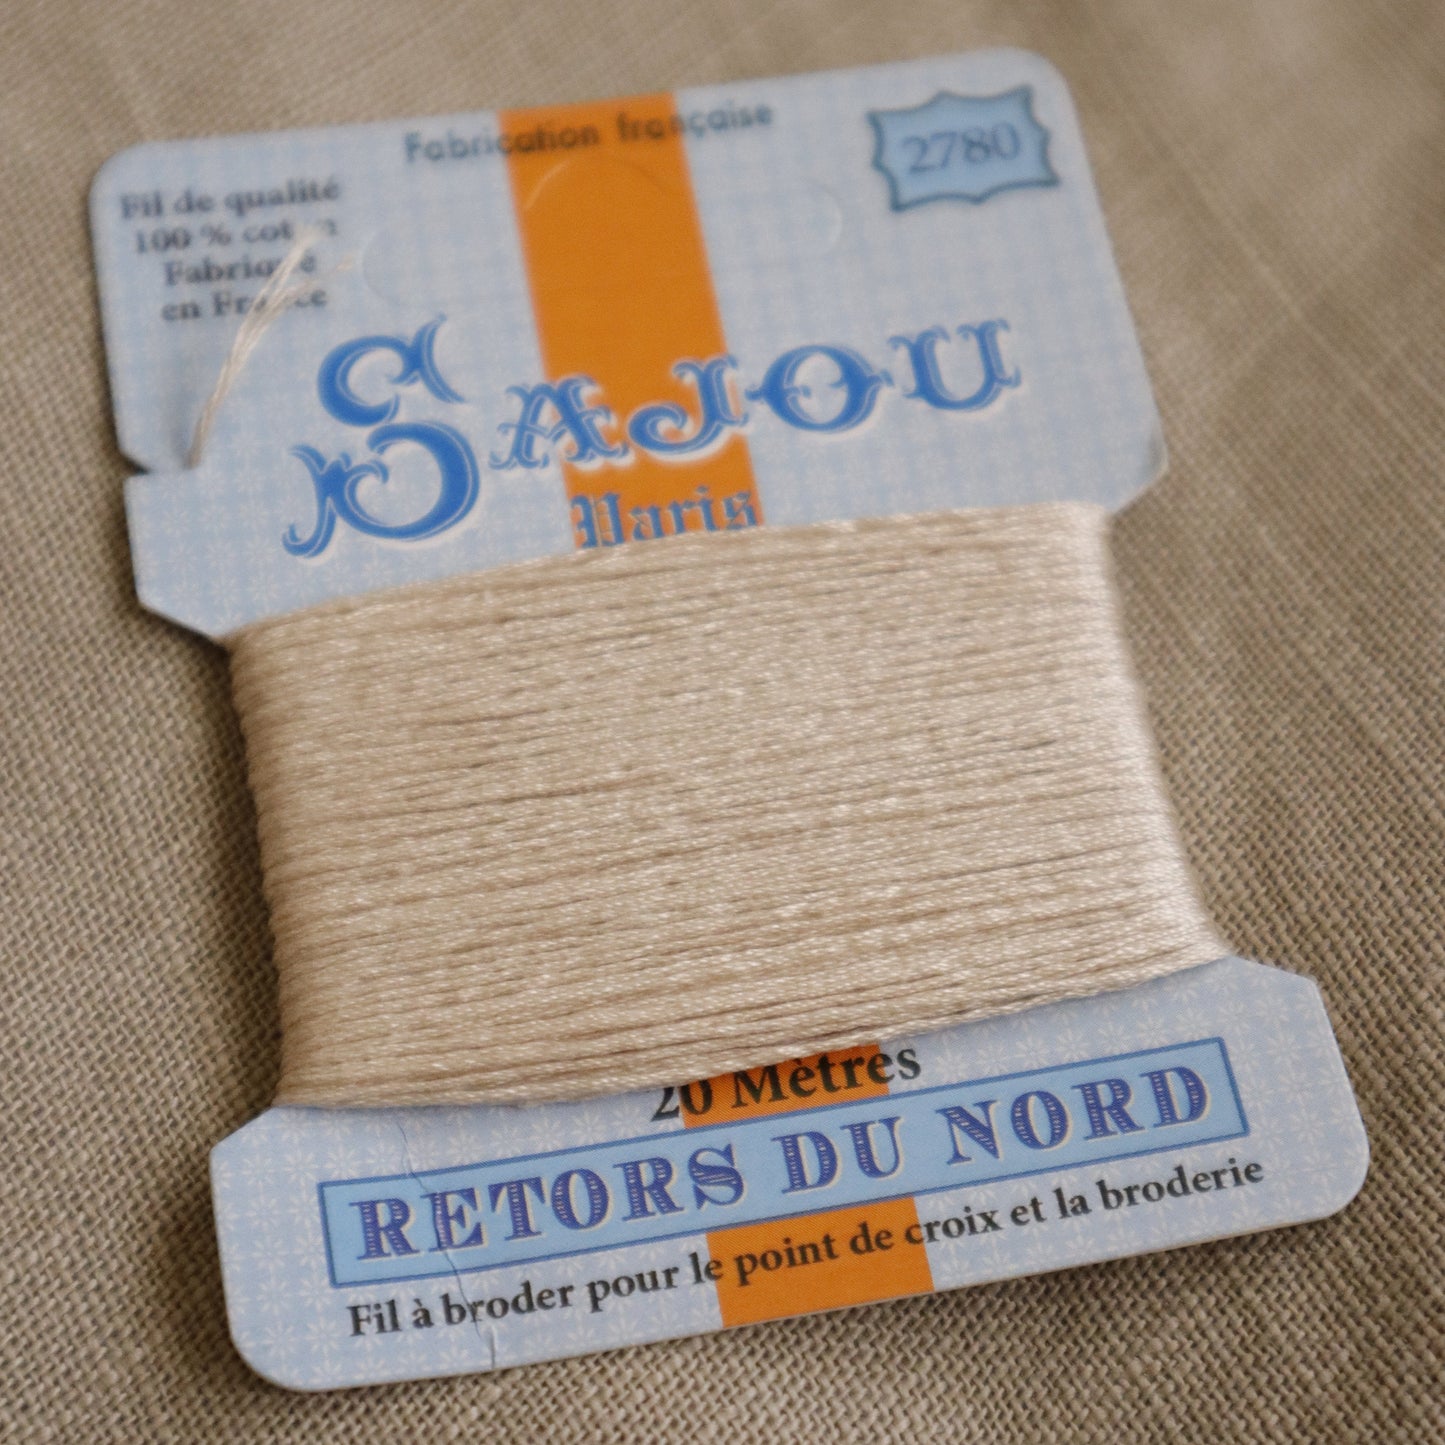 Fabrication française
2780
Fil de qualité
100 % coton
Fabriqué
en France
SAJOU
Paris
20 Mètres
RETORS DU NORD
Fil à broder pour le point de croix et la broderie